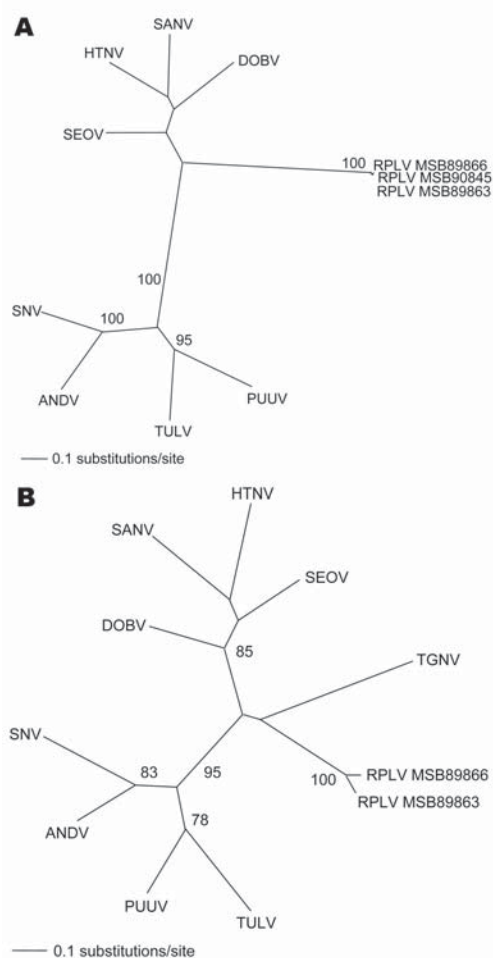 A
SANV
HTNV
DOBV
SEOV
100
RPLV MSB89866
RPLV MSB90845
RPLV MSB89863
100
SNV
100
95
ANDV
PUUV
TULV
0.1 substitutions/site
B
HTNV
SANV
SEOV
DOBV
85
TGNV
SNV
83
95
100
RPLV MSB89866
RPLV MSB89863
ANDV
78
PUUV
TULV
0.1 substitutions/site